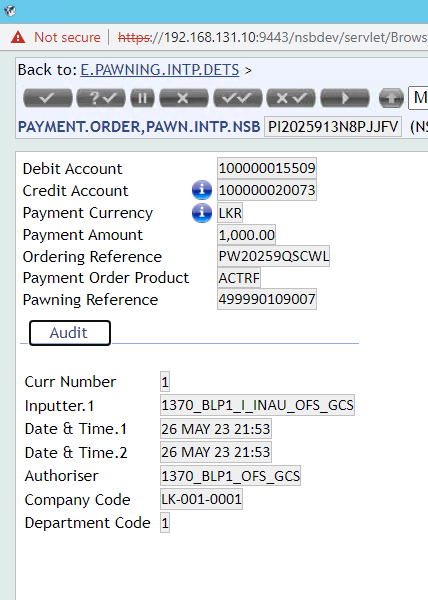 Not secure | https://192.168.131.10:9443/nsbdev/servlet/Brows
Back to: E.PAWNING.INTP.DETS >
M
PAYMENT.ORDER,PAWN.INTP.NSB PI2025913N8PJJFV (NS
Debit Account 100000015509
Credit Account 100000020073
Payment Currency LKR
Payment Amount 1,000.00
Ordering Reference PW20259QSCWL
Payment Order Product ACTRF
Pawning Reference 499990109007
Audit
Curr Number 1
Inputter.1 1370_BLP1_I_INAU_OFS_GCS
Date & Time.1 26 MAY 23 21:53
Date & Time.2 26 MAY 23 21:53
Authoriser 1370_BLP1_OFS_GCS
Company Code LK-001-0001
Department Code 1